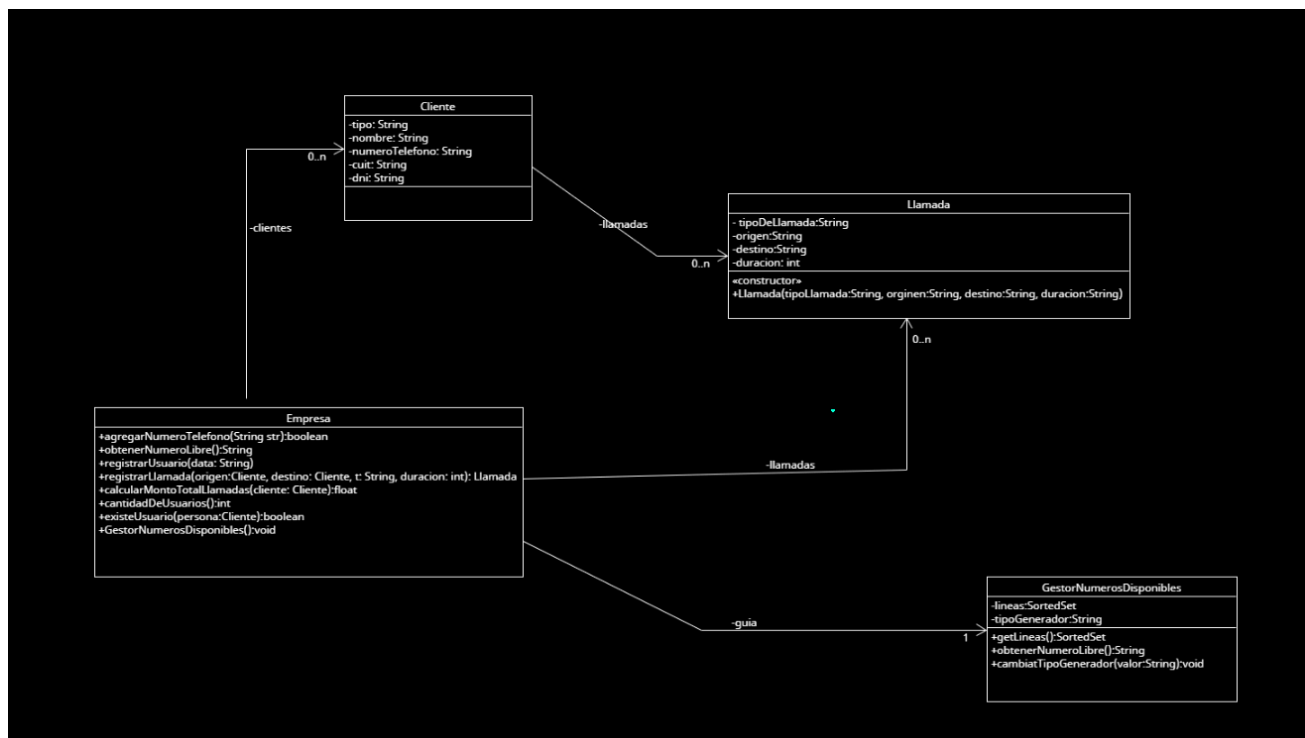 Cliente
-tipo: String
-nombre: String
-numeroTelefono: String
-cuit: String
-dni: String
0..n
-clientes
-llamadas
0..n
Llamada
- tipoDeLlamada:String
-origen:String
-destino:String
-duracion: int
«constructor»
+Llamada(tipoLlamada:String, orginen:String, destino:String, duracion:String)
0..n
Empresa
+agregarNumeroTelefono(String str):boolean
+obtenerNumeroLibre():String
+registrarUsuario(data: String)
+registrarLlamada(origen:Cliente, destino: Cliente, t: String, duracion: int): Llamada
+calcularMontoTotalLlamadas(cliente: Cliente):float
+cantidadDeUsuarios():int
+existeUsuario(persona:Cliente):boolean
+GestorNumerosDisponibles():void
-llamadas
-guia
1
GestorNumerosDisponibles
-lineas:SortedSet
-tipoGenerador:String
+getLineas():SortedSet
+obtenerNumeroLibre():String
+cambiatTipoGenerador(valor:String):void